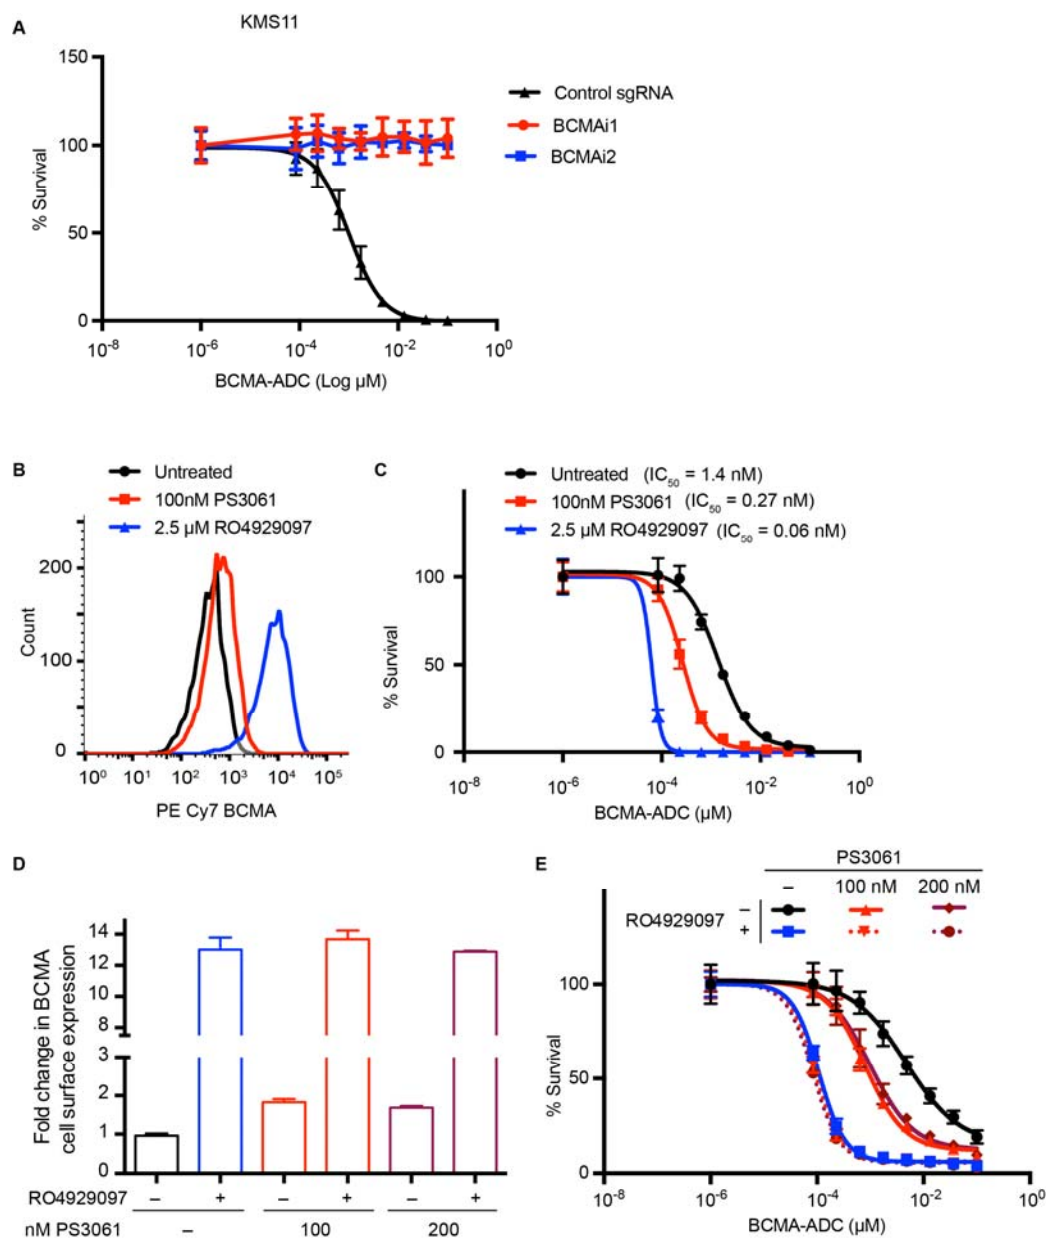 A
KMS11
150
100
50
0
% Survival
10⁻⁸ 10⁻⁶ 10⁻⁴ 10⁻² 10⁰
BCMA-ADC (Log µM)
Control sgRNA
BCMAi1
BCMAi2
B
Untreated
100nM PS3061
2.5 µM RO4929097
200
100
0
Count
10⁰ 10¹ 10² 10³ 10⁴ 10⁵
PE Cy7 BCMA
C
Untreated (IC₅₀ = 1.4 nM)
100nM PS3061 (IC₅₀ = 0.27 nM)
2.5 µM RO4929097 (IC₅₀ = 0.06 nM)
100
50
0
% Survival
10⁻⁸ 10⁻⁶ 10⁻⁴ 10⁻² 10⁰
BCMA-ADC (µM)
D
Fold change in BCMA
cell surface expression
14
12
10
8
3
2
1
0
RO4929097 – + – + – +
nM PS3061 – 100 200
E
PS3061
– 100 nM 200 nM
RO4929097
–
+
100
50
0
% Survival
10⁻⁸ 10⁻⁶ 10⁻⁴ 10⁻² 10⁰
BCMA-ADC (µM)